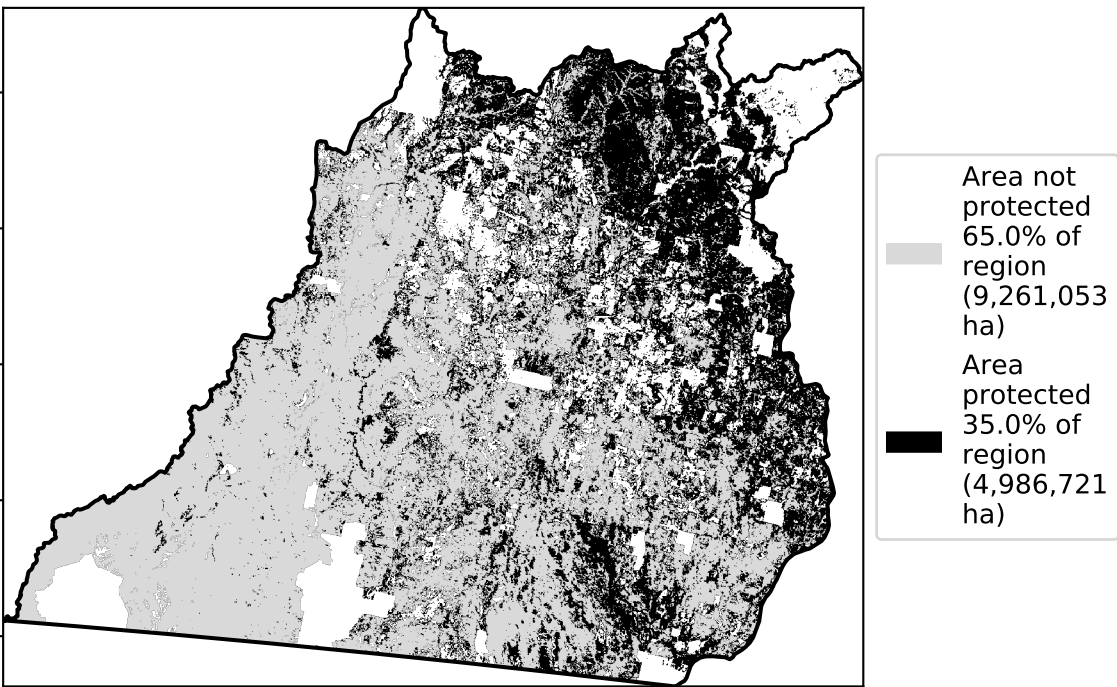 Area not
protected
65.0% of
region
(9,261,053
ha)
Area
protected
35.0% of
region
(4,986,721
ha)